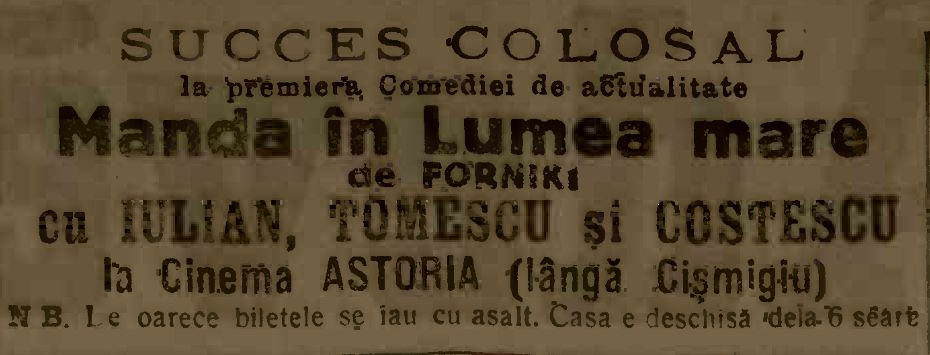 SUCCES COLOSAL
la premiera Comediei de actualitate
Manda în Lumea mare
de FORNIKI
cu IULIAN, TOMESCU și COSTESCU
la Cinema ASTORIA (lângă Cișmigiu)
N B. De oarece biletele se iau cu asalt. Casa e deschisă dela 6 seara